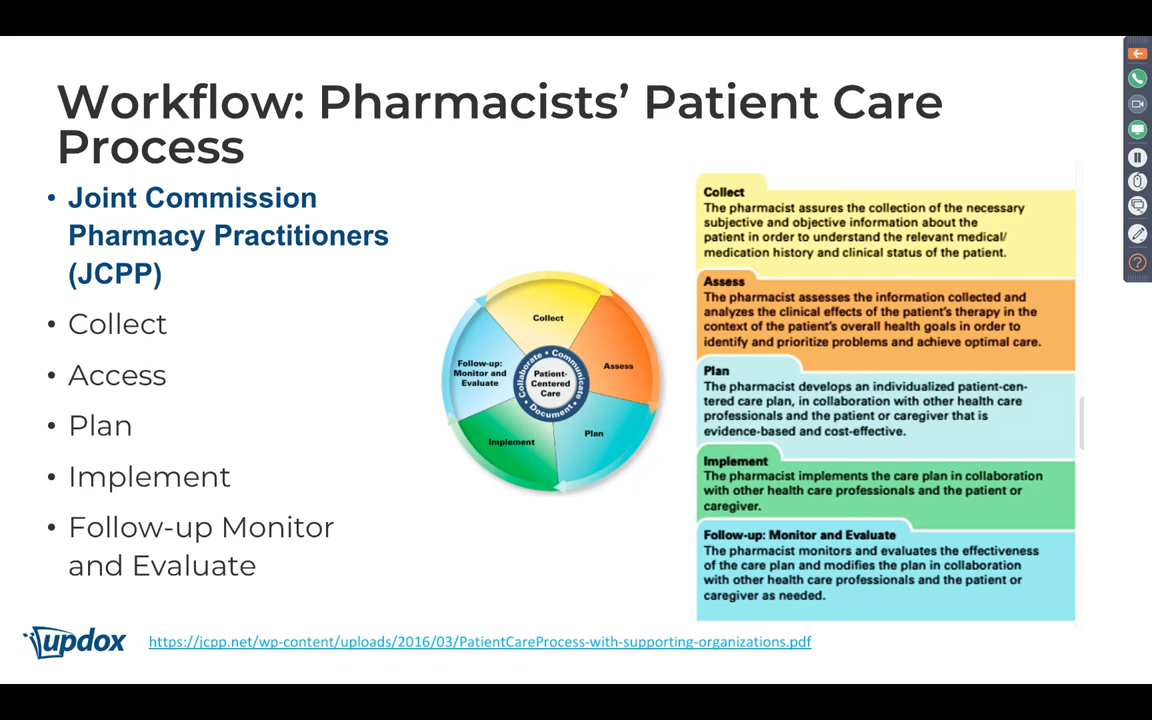 Workflow: Pharmacists’ Patient Care
Process
• Joint Commission
Pharmacy Practitioners
(JCPP)
• Collect
• Access
• Plan
• Implement
• Follow-up Monitor
and Evaluate
Collect
Assess
Plan
Implement
Follow-up:
Monitor and
Evaluate
Collaborate • Communicate • Document •
Patient-
Centered
Care
Collect
The pharmacist assures the collection of the necessary
subjective and objective information about the
patient in order to understand the relevant medical/
medication history and clinical status of the patient.
Assess
The pharmacist assesses the information collected and
analyzes the clinical effects of the patient’s therapy in the
context of the patient’s overall health goals in order to
identify and prioritize problems and achieve optimal care.
Plan
The pharmacist develops an individualized patient-cen-
tered care plan, in collaboration with other health care
professionals and the patient or caregiver that is
evidence-based and cost-effective.
Implement
The pharmacist implements the care plan in collaboration
with other health care professionals and the patient or
caregiver.
Follow-up: Monitor and Evaluate
The pharmacist monitors and evaluates the effectiveness
of the care plan and modifies the plan in collaboration
with other health care professionals and the patient or
caregiver as needed.
updox
https://jcpp.net/wp-content/uploads/2016/03/PatientCareProcess-with-supporting-organizations.pdf